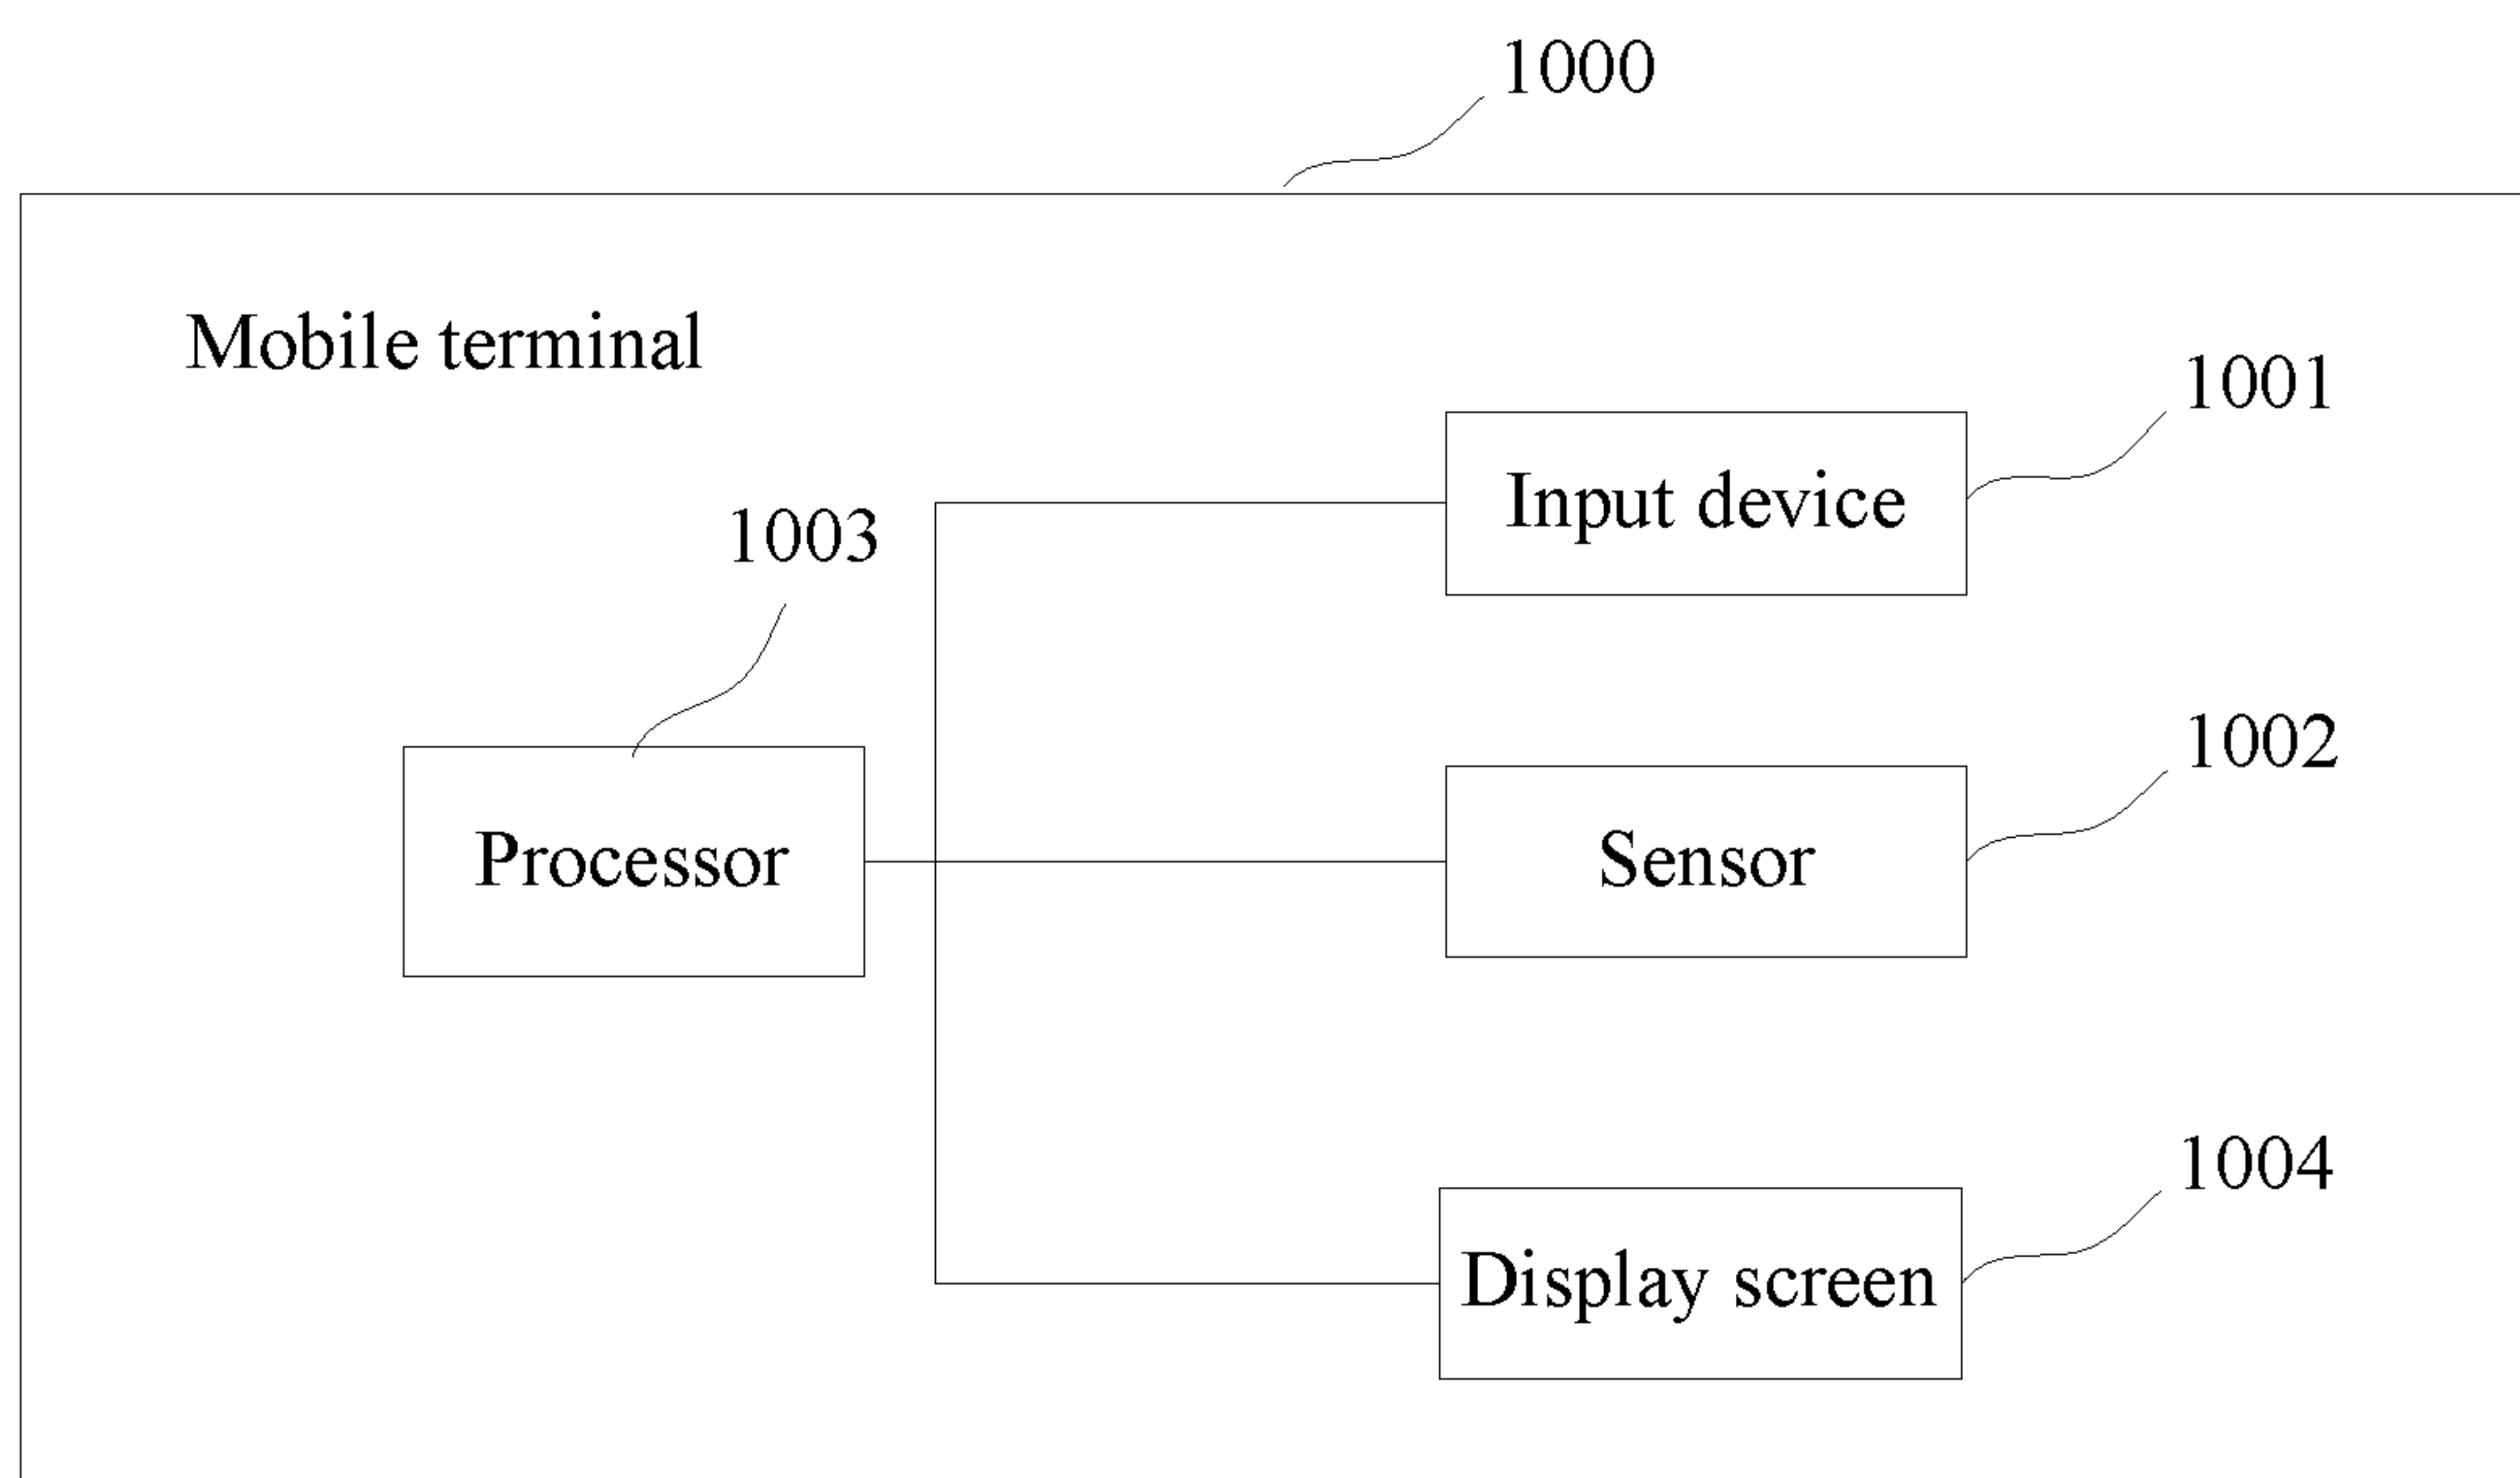 1000
Mobile terminal
1001
Input device
1003
1002
Processor
Sensor
1004
Display screen